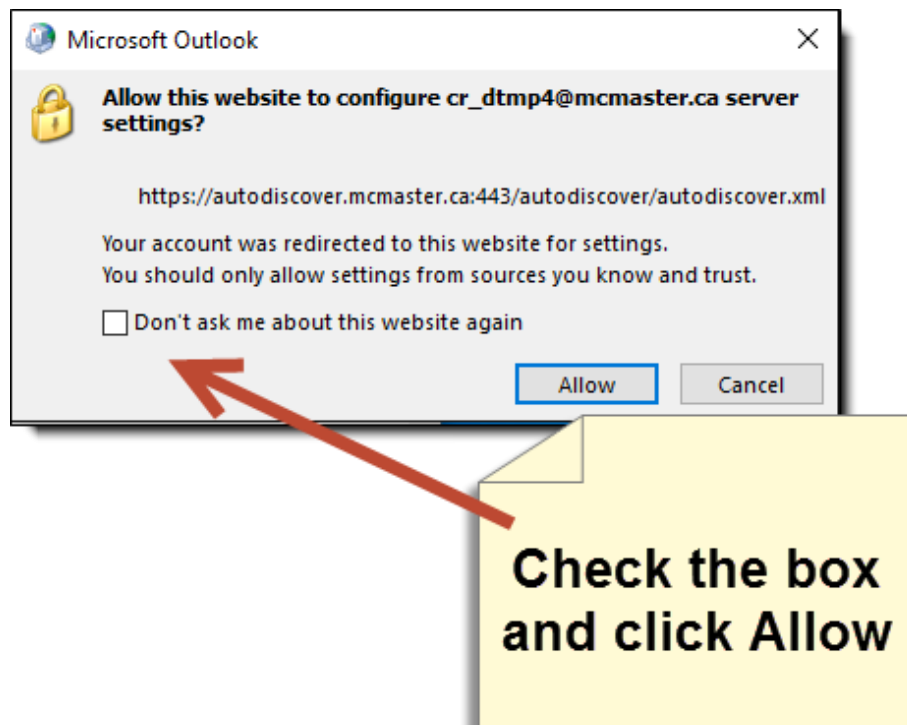 Microsoft Outlook
Allow this website to configure cr_dtmp4@mcmaster.ca server
settings?
https://autodiscover.mcmaster.ca:443/autodiscover/autodiscover.xml
Your account was redirected to this website for settings.
You should only allow settings from sources you know and trust.
Don't ask me about this website again
Allow Cancel
Check the box
and click Allow